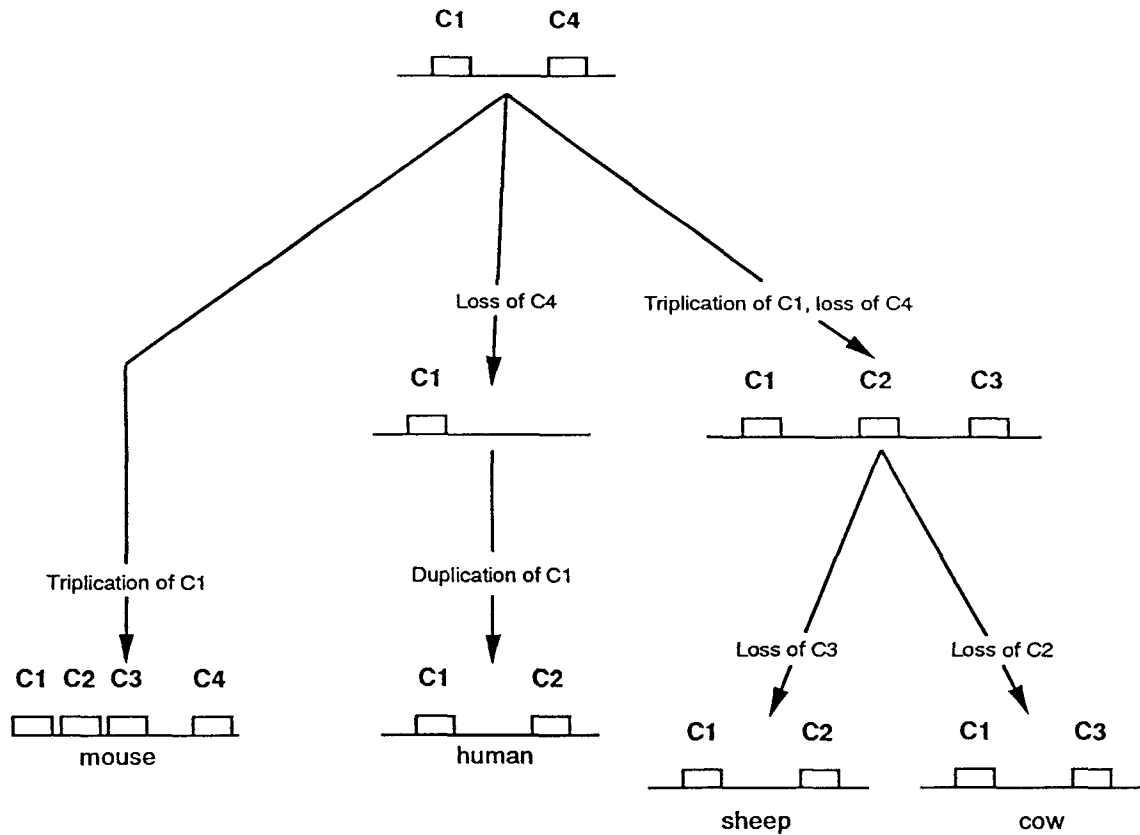 C1 C4
Loss of C4
Triplication of C1, loss of C4
C1
C1 C2 C3
Triplication of C1
Duplication of C1
Loss of C3
Loss of C2
C1 C2 C3 C4
mouse
C1 C2
human
C1 C2
sheep
C1 C3
cow